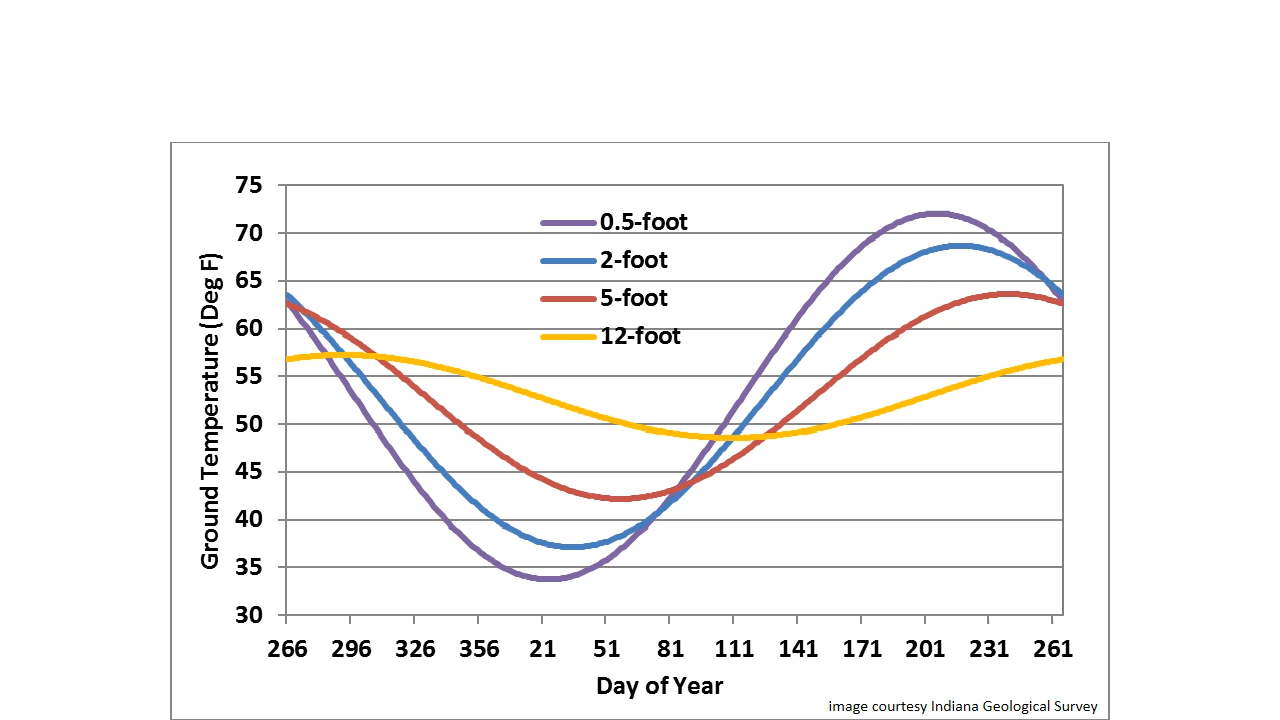 75
70
65
60
55
50
45
40
35
30
Ground Temperature (Deg F)
0.5-foot
2-foot
5-foot
12-foot
266 296 326 356 21 51 81 111 141 171 201 231 261
Day of Year
image courtesy Indiana Geological Survey